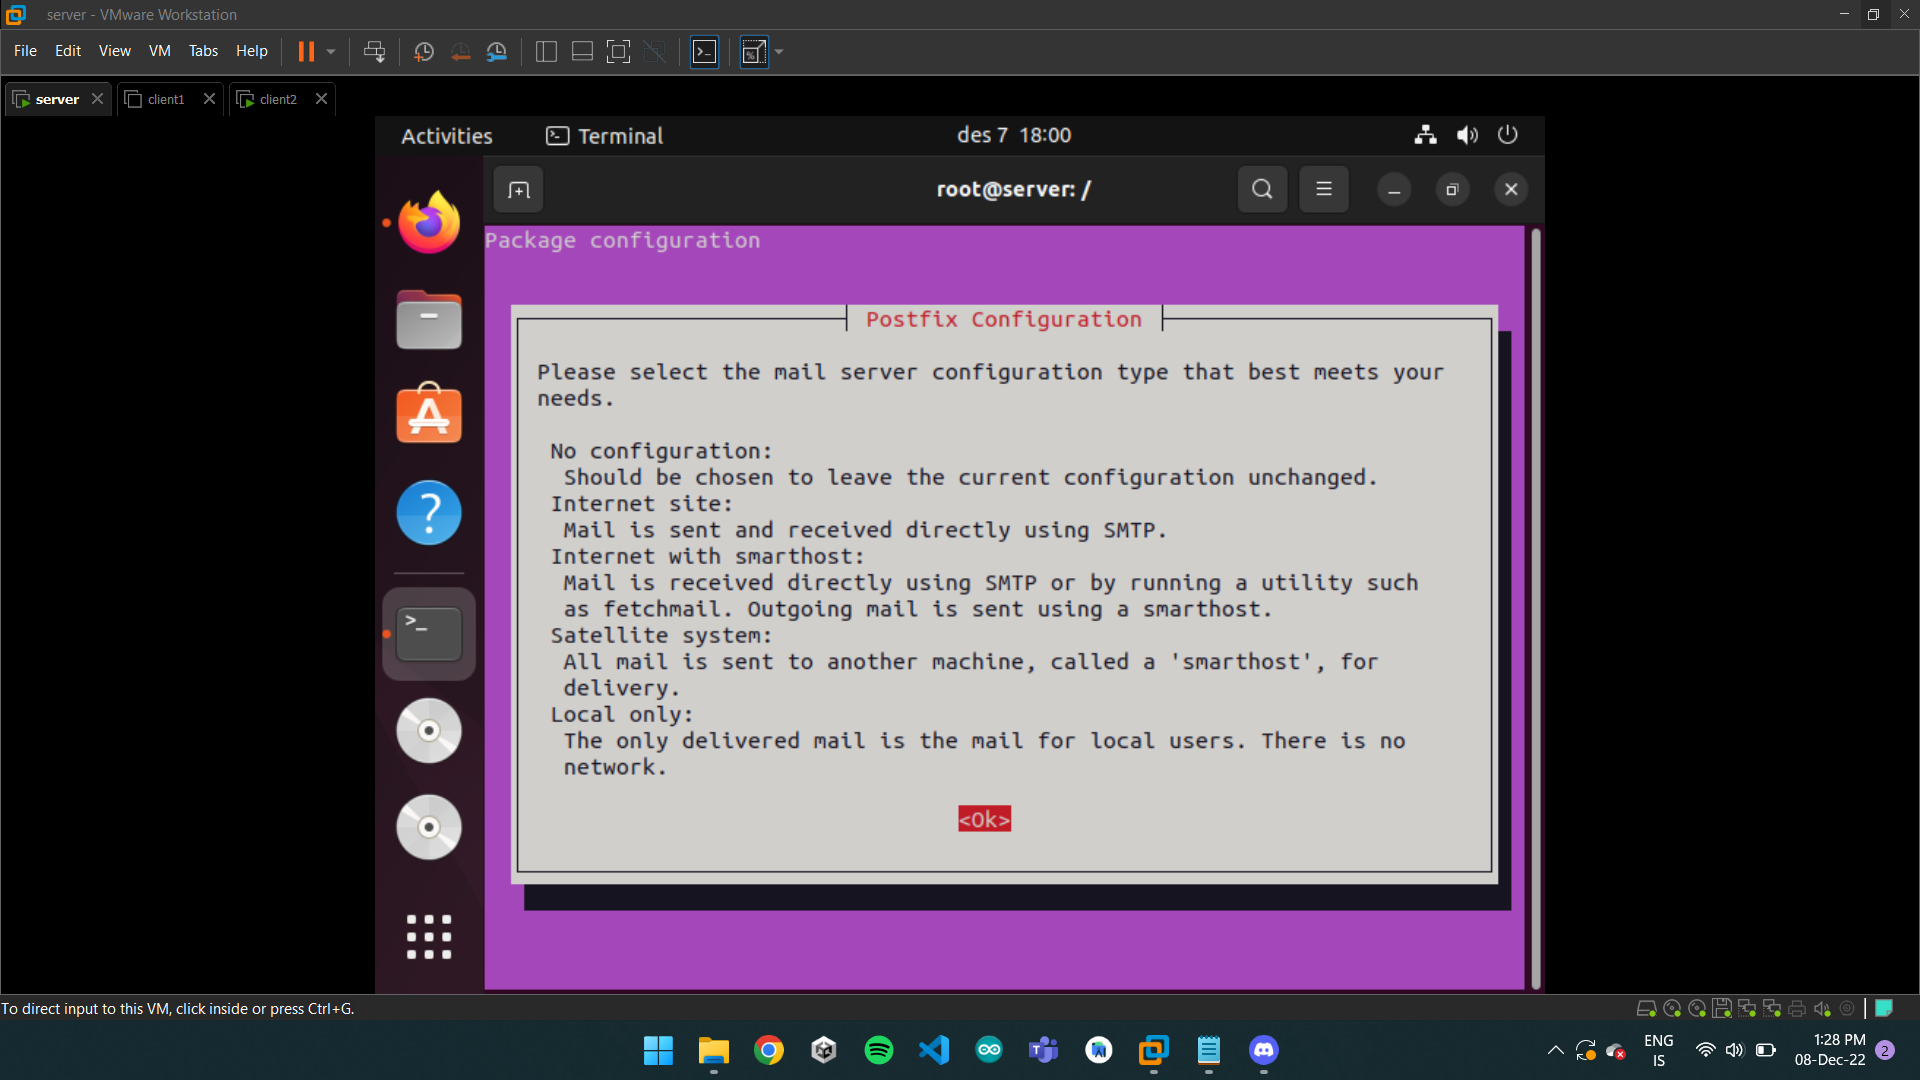 server - VMware Workstation
File Edit View VM Tabs Help
server client1 client2
Activities Terminal des 7 18:00
root@server: /
Package configuration
Postfix Configuration
Please select the mail server configuration type that best meets your
needs.
No configuration:
Should be chosen to leave the current configuration unchanged.
Internet site:
Mail is sent and received directly using SMTP.
Internet with smarthost:
Mail is received directly using SMTP or by running a utility such
as fetchmail. Outgoing mail is sent using a smarthost.
Satellite system:
All mail is sent to another machine, called a 'smarthost', for
delivery.
Local only:
The only delivered mail is the mail for local users. There is no
network.
<Ok>
To direct input to this VM, click inside or press Ctrl+G.
ENG
IS
1:28 PM
08-Dec-22
2